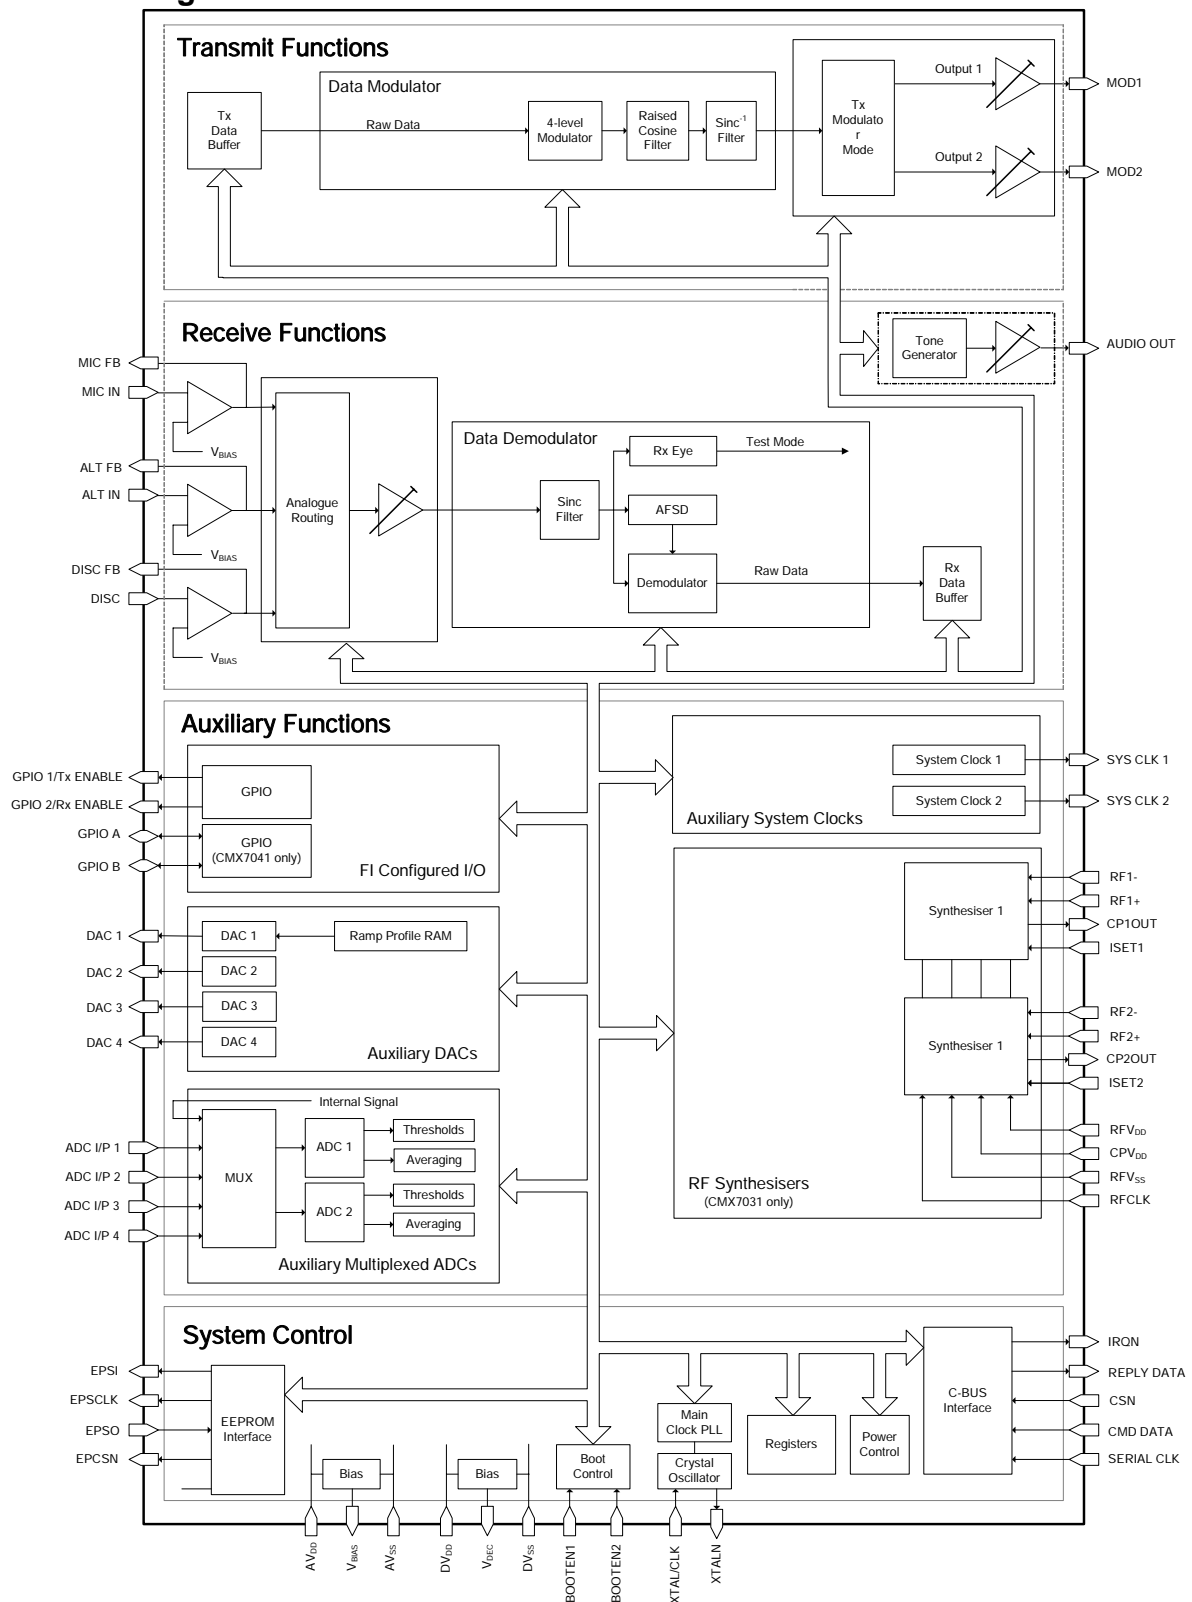 Transmit Functions
Data Modulator
Tx
Data
Buffer
Raw Data
4-level
Modulator
Raised
Cosine
Filter
Sinc⁻¹
Filter
Tx
Modulato
r
Mode
Output 1
Output 2
MOD1
MOD2
Receive Functions
Tone
Generator
AUDIO OUT
MIC FB
MIC IN
VBIAS
ALT FB
ALT IN
VBIAS
DISC FB
DISC
VBIAS
Analogue
Routing
Data Demodulator
Sinc
Filter
Rx Eye
Test Mode
AFSD
Demodulator
Raw Data
Rx
Data
Buffer
Auxiliary Functions
GPIO 1/Tx ENABLE
GPIO 2/Rx ENABLE
GPIO A
GPIO B
GPIO
GPIO
(CMX7041 only)
FI Configured I/O
System Clock 1
System Clock 2
Auxiliary System Clocks
SYS CLK 1
SYS CLK 2
DAC 1
DAC 2
DAC 3
DAC 4
DAC 1
Ramp Profile RAM
DAC 2
DAC 3
DAC 4
Auxiliary DACs
Synthesiser 1
Synthesiser 1
RF Synthesisers
(CMX7031 only)
RF1-
RF1+
CP1OUT
ISET1
RF2-
RF2+
CP2OUT
ISET2
RFVDD
CPVDD
RFVSS
RFCLK
Internal Signal
ADC I/P 1
ADC I/P 2
ADC I/P 3
ADC I/P 4
MUX
ADC 1
Thresholds
Averaging
ADC 2
Thresholds
Averaging
Auxiliary Multiplexed ADCs
System Control
EPSI
EPSCLK
EPSO
EPCSN
EEPROM
Interface
Bias
Bias
Boot
Control
Main
Clock PLL
Crystal
Oscillator
Registers
Power
Control
C-BUS
Interface
IRQN
REPLY DATA
CSN
CMD DATA
SERIAL CLK
AVDD
VBIAS
AVSS
DVDD
VDEC
DVSS
BOOTEN1
BOOTEN2
XTAL/CLK
XTALN